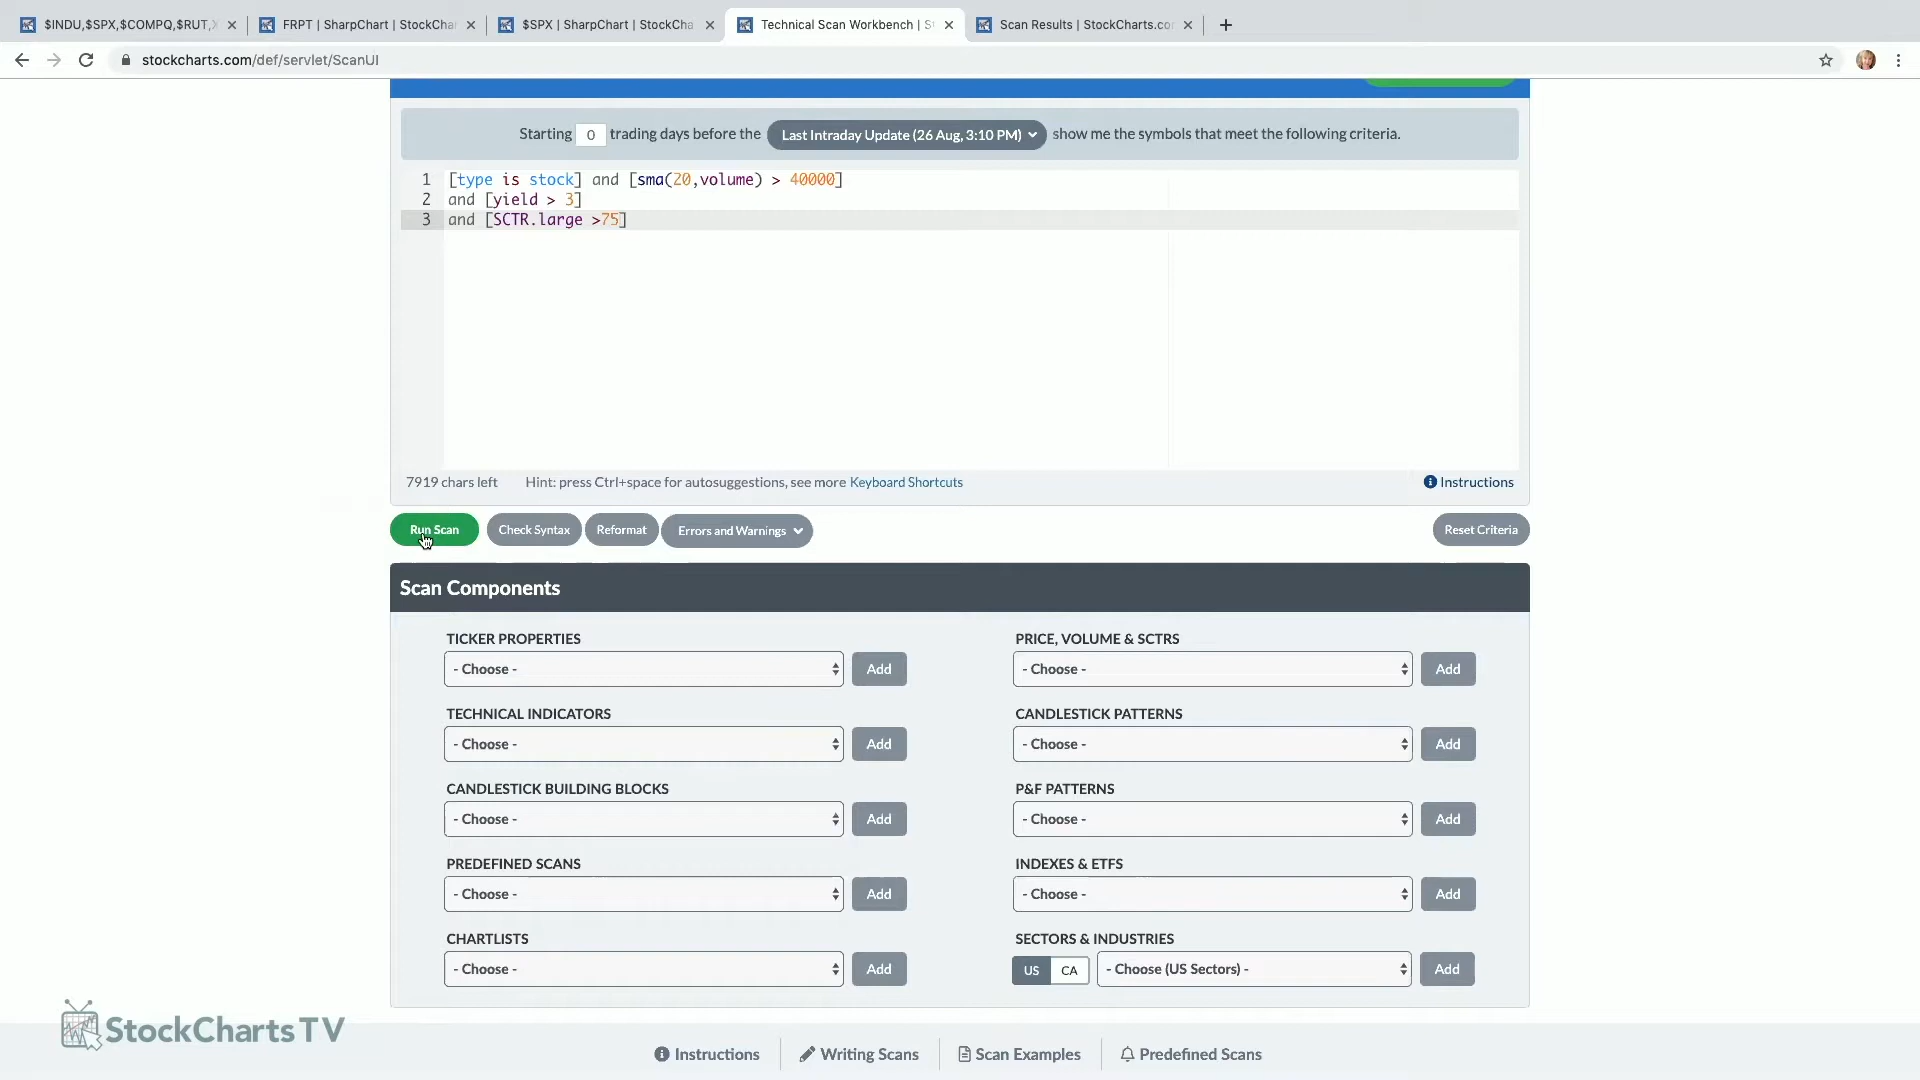 $INDU,$SPX,$COMPQ,$RUT,
FRPT | SharpChart | StockChar
$SPX | SharpChart | StockCha
Technical Scan Workbench | S
Scan Results | StockCharts.co
stockcharts.com/def/servlet/ScanUI
Starting 0 trading days before the Last Intraday Update (26 Aug, 3:10 PM) show me the symbols that meet the following criteria.
1 [type is stock] and [sma(20,volume) > 40000]
2 and [yield > 3]
3 and [SCTR.large >75]
7919 chars left Hint: press Ctrl+space for autosuggestions, see more Keyboard Shortcuts Instructions
Run Scan Check Syntax Reformat Errors and Warnings Reset Criteria
Scan Components
TICKER PROPERTIES PRICE, VOLUME & SCTRS
- Choose - Add - Choose - Add
TECHNICAL INDICATORS CANDLESTICK PATTERNS
- Choose - Add - Choose - Add
CANDLESTICK BUILDING BLOCKS P&F PATTERNS
- Choose - Add - Choose - Add
PREDEFINED SCANS INDEXES & ETFS
- Choose - Add - Choose - Add
CHARTLISTS SECTORS & INDUSTRIES
- Choose - Add US CA - Choose (US Sectors) - Add
StockCharts TV
Instructions Writing Scans Scan Examples Predefined Scans